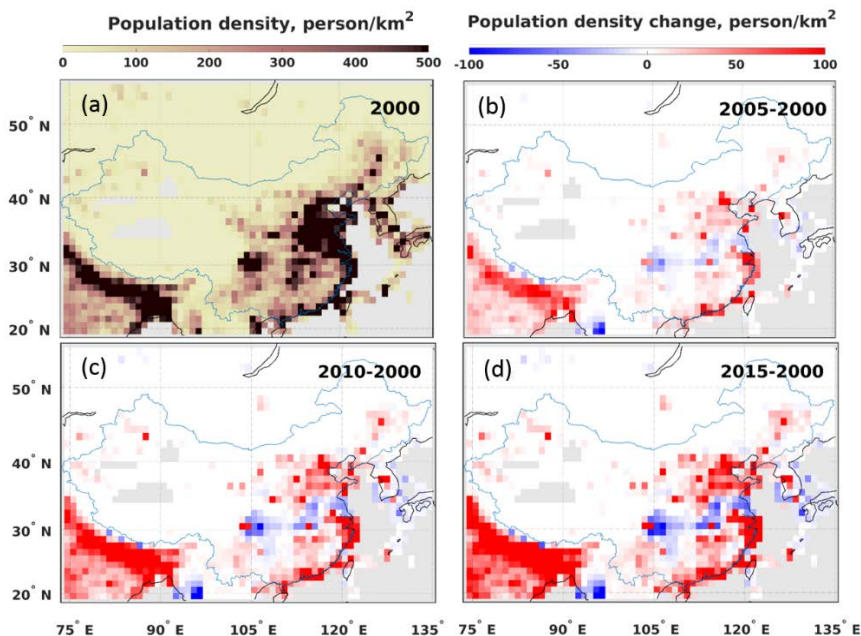 Population density, person/km²
Population density change, person/km²
0 100 200 300 400 500
-100 -50 0 50 100
(a) 2000
(b) 2005-2000
50° N
40° N
30° N
20° N
(c) 2010-2000
(d) 2015-2000
50° N
40° N
30° N
20° N
75° E 90° E 105° E 120° E 135° E
75° E 90° E 105° E 120° E 135° E